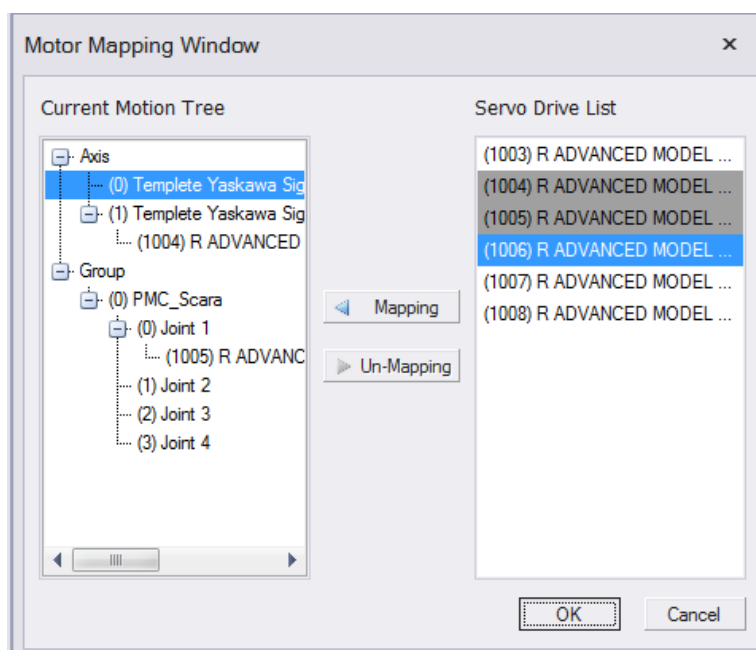 Motor Mapping Window
Current Motion Tree
Axis
(0) Templete Yaskawa Sig
(1) Templete Yaskawa Sig
(1004) R ADVANCED
Group
(0) PMC_Scara
(0) Joint 1
(1005) R ADVANC
(1) Joint 2
(2) Joint 3
(3) Joint 4
Mapping
Un-Mapping
Servo Drive List
(1003) R ADVANCED MODEL ...
(1004) R ADVANCED MODEL ...
(1005) R ADVANCED MODEL ...
(1006) R ADVANCED MODEL ...
(1007) R ADVANCED MODEL ...
(1008) R ADVANCED MODEL ...
OK
Cancel